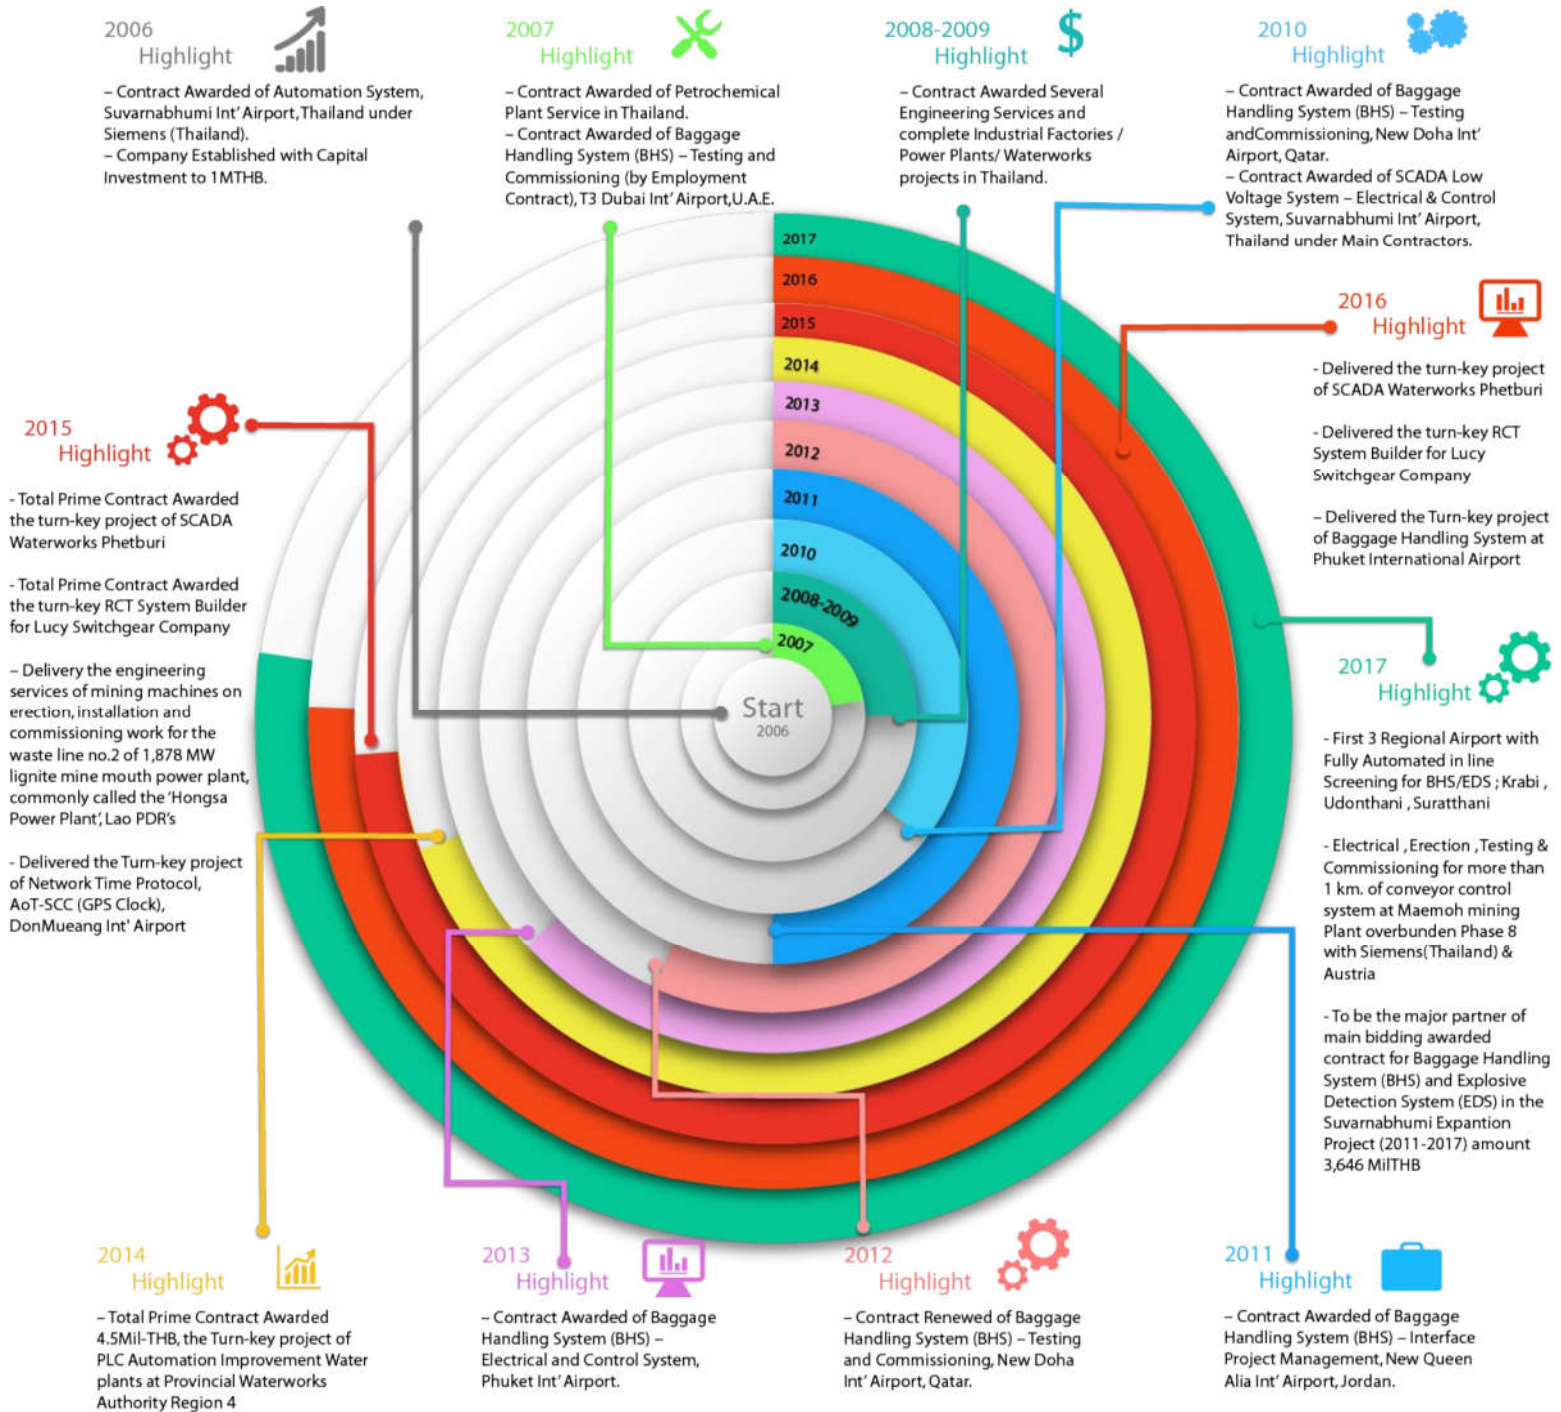 2006
Highlight
– Contract Awarded of Automation System,
Suvarnabhumi Int' Airport,Thailand under
Siemens (Thailand).
– Company Established with Capital
Investment to 1MTHB.
2007
Highlight
– Contract Awarded of Petrochemical
Plant Service in Thailand.
– Contract Awarded of Baggage
Handling System (BHS) – Testing and
Commissioning (by Employment
Contract), T3 Dubai Int' Airport,U.A.E.
2008-2009
Highlight
– Contract Awarded Several
Engineering Services and
complete Industrial Factories /
Power Plants/ Waterworks
projects in Thailand.
2010
Highlight
– Contract Awarded of Baggage
Handling System (BHS) – Testing
andCommissioning, New Doha Int'
Airport, Qatar.
– Contract Awarded of SCADA Low
Voltage System – Electrical & Control
System, Suvarnabhumi Int' Airport,
Thailand under Main Contractors.
2017
2016
2015
2014
2013
2012
2011
2010
2008-2009
2007
Start
2006
2016
Highlight
- Delivered the turn-key project
of SCADA Waterworks Phetburi
- Delivered the turn-key RCT
System Builder for Lucy
Switchgear Company
– Delivered the Turn-key project
of Baggage Handling System at
Phuket International Airport
2015
Highlight
- Total Prime Contract Awarded
the turn-key project of SCADA
Waterworks Phetburi
- Total Prime Contract Awarded
the turn-key RCT System Builder
for Lucy Switchgear Company
– Delivery the engineering
services of mining machines on
erection, installation and
commissioning work for the
waste line no.2 of 1,878 MW
lignite mine mouth power plant,
commonly called the 'Hongsa
Power Plant', Lao PDR's
- Delivered the Turn-key project
of Network Time Protocol,
AoT-SCC (GPS Clock),
DonMueang Int' Airport
2017
Highlight
- First 3 Regional Airport with
Fully Automated in line
Screening for BHS/EDS ; Krabi ,
Udonthani , Suratthani
- Electrical , Erection , Testing &
Commissioning for more than
1 km. of conveyor control
system at Maemoh mining
Plant overbunden Phase 8
with Siemens(Thailand) &
Austria
- To be the major partner of
main bidding awarded
contract for Baggage Handling
System (BHS) and Explosive
Detection System (EDS) in the
Suvarnabhumi Expantion
Project (2011-2017) amount
3,646 MilTHB
2014
Highlight
– Total Prime Contract Awarded
4.5Mil-THB, the Turn-key project of
PLC Automation Improvement Water
plants at Provincial Waterworks
Authority Region 4
2013
Highlight
– Contract Awarded of Baggage
Handling System (BHS) –
Electrical and Control System,
Phuket Int' Airport.
2012
Highlight
– Contract Renewed of Baggage
Handling System (BHS) – Testing
and Commissioning, New Doha
Int' Airport, Qatar.
2011
Highlight
– Contract Awarded of Baggage
Handling System (BHS) – Interface
Project Management, New Queen
Alia Int' Airport, Jordan.